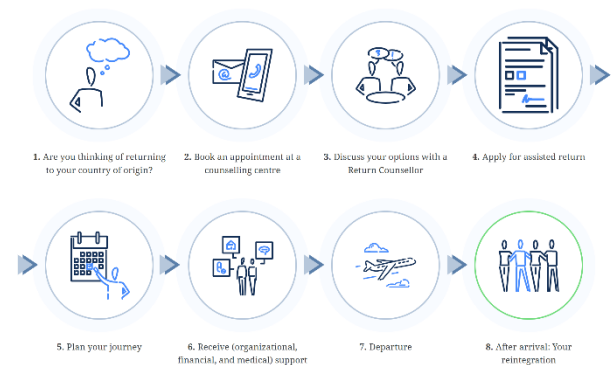 1. Are you thinking of returning
to your country of origin?
2. Book an appointment at a
counselling centre
3. Discuss your options with a
Return Counsellor
4. Apply for assisted return
5. Plan your journey
6. Receive (organizational,
financial, and medical) support
7. Departure
8. After arrival: Your
reintegration